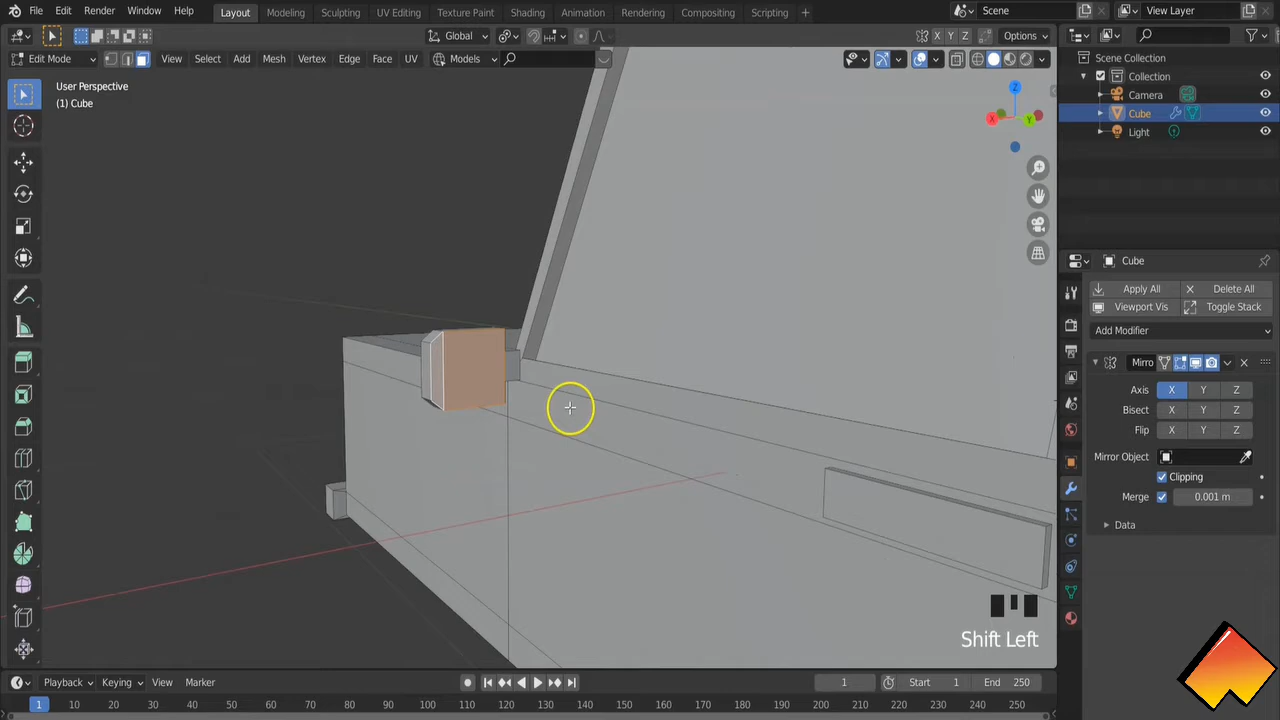 File Edit Render Window Help Layout Modeling Sculpting UV Editing Texture Paint Shading Animation Rendering Compositing Scripting + Scene View Layer
Global X Y Z Options
Edit Mode View Select Add Mesh Vertex Edge Face UV Models
User Perspective
(1) Cube
Z
X Y
Scene Collection
Collection
Camera
Cube
Light
Cube
Apply All Delete All
Viewport Vis Toggle Stack
Add Modifier
Mirro
Axis X Y Z
Bisect X Y Z
Flip X Y Z
Mirror Object
Clipping
Merge 0.001 m
Data
Shift Left
Playback Keying View Marker 1 Start 1 End 250
1 10 20 30 40 50 60 70 80 90 100 110 120 130 140 150 160 170 180 190 200 210 220 230 240 250